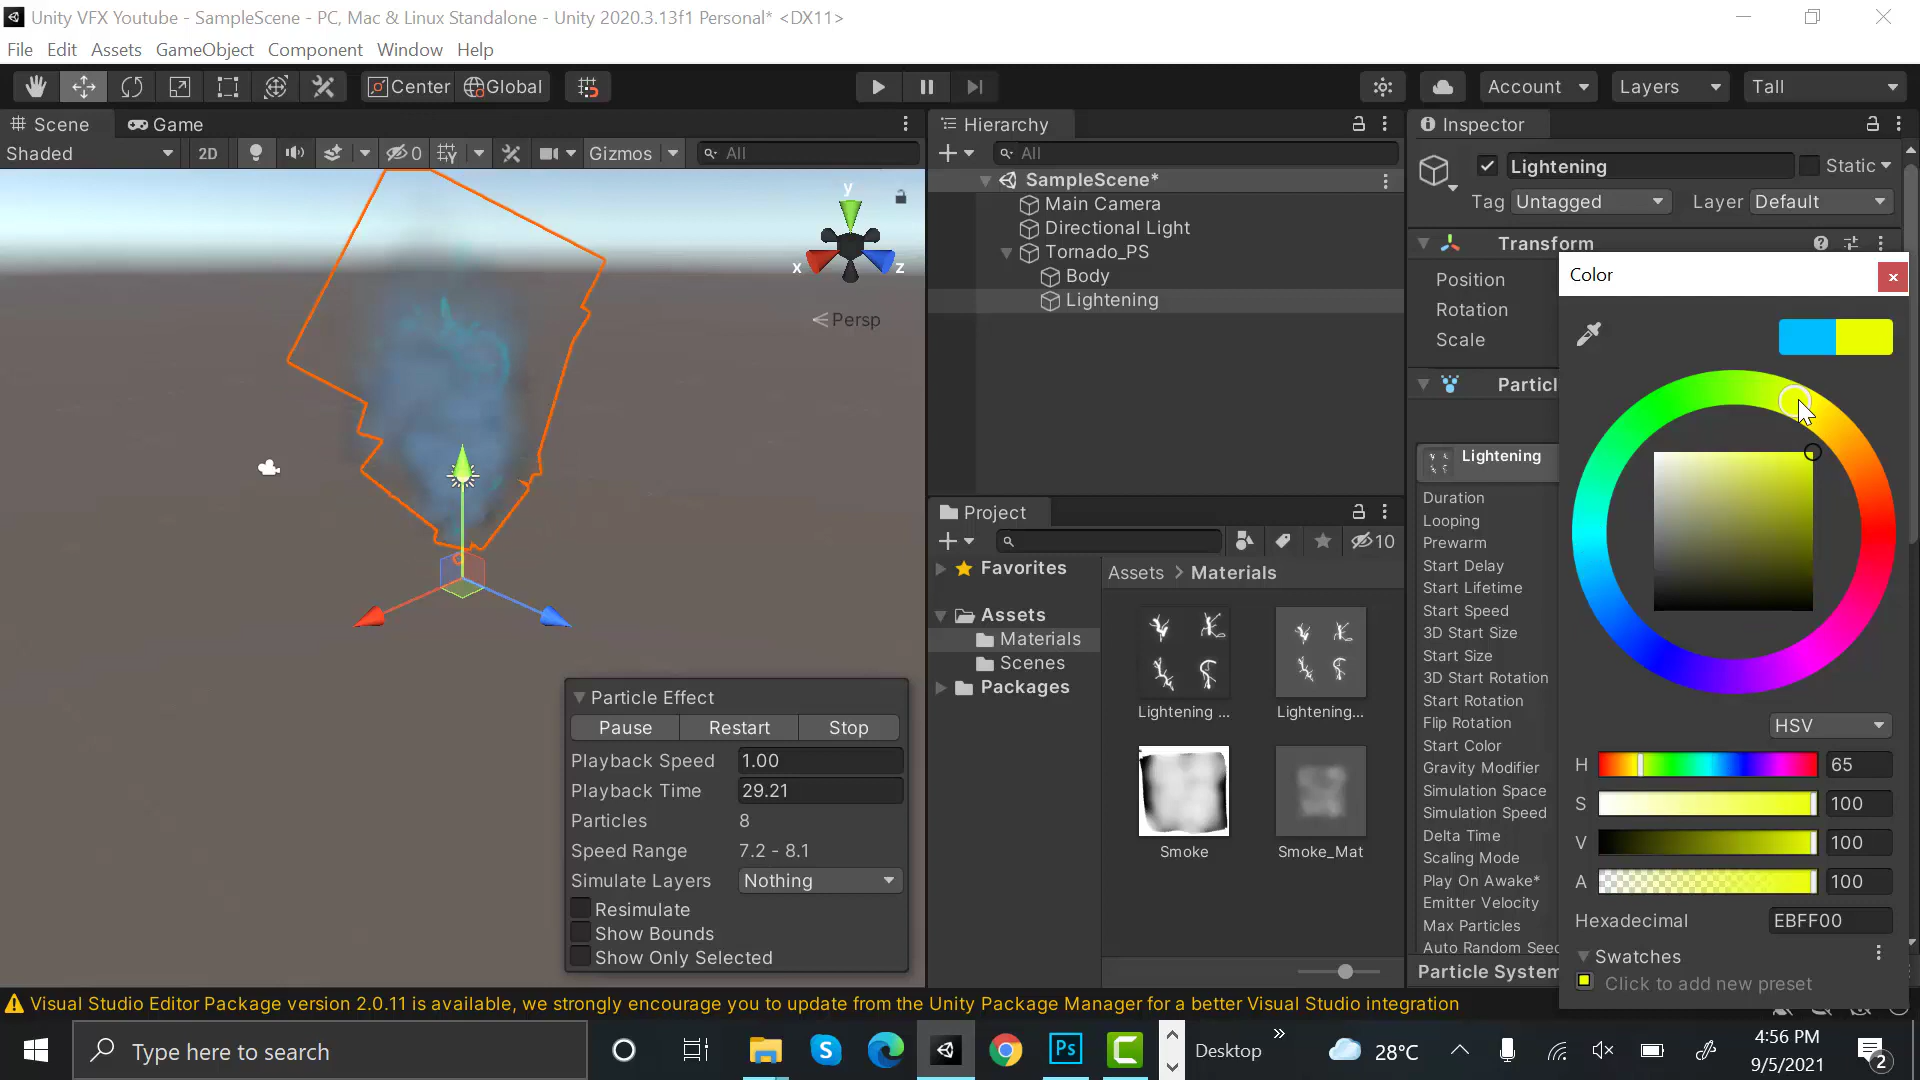 Unity VFX Youtube - SampleScene - PC, Mac & Linux Standalone - Unity 2020.3.13f1 Personal* <DX11>
File Edit Assets GameObject Component Window Help
Center Global Account Layers Tall
Scene Game
Shaded 2D 0 Gizmos All
y
x z
Persp
Particle Effect
Pause Restart Stop
Playback Speed 1.00
Playback Time 29.21
Particles 8
Speed Range 7.2 - 8.1
Simulate Layers Nothing
Resimulate
Show Bounds
Show Only Selected
Hierarchy
All
SampleScene*
Main Camera
Directional Light
Tornado_PS
Body
Lightening
Project
10
Favorites
Assets
Materials
Scenes
Packages
Assets > Materials
Lightening ...
Lightening...
Smoke
Smoke_Mat
Inspector
Lightening Static
Tag Untagged Layer Default
Transform
Position
Rotation
Scale
Particl
Lightening
Duration
Looping
Prewarm
Start Delay
Start Lifetime
Start Speed
3D Start Size
Start Size
3D Start Rotation
Start Rotation
Flip Rotation
Start Color
Gravity Modifier
Simulation Space
Simulation Speed
Delta Time
Scaling Mode
Play On Awake*
Emitter Velocity
Max Particles
Auto Random Seed
Particle System
Color
HSV
H 65
S 100
V 100
A 100
Hexadecimal EBFF00
Swatches
Click to add new preset
Visual Studio Editor Package version 2.0.11 is available, we strongly encourage you to update from the Unity Package Manager for a better Visual Studio integration
Type here to search
Ps
Desktop
28°C
4:56 PM
9/5/2021
2